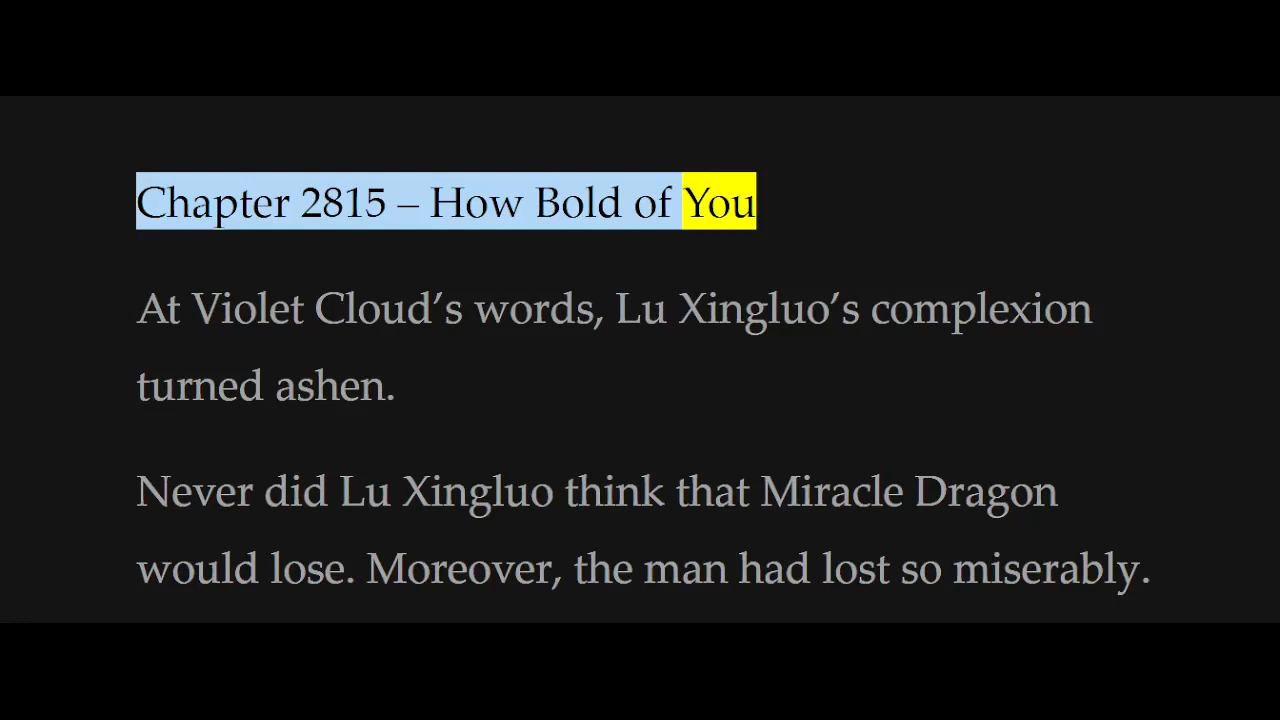 Chapter 2815 – How Bold of You
At Violet Cloud’s words, Lu Xingluo’s complexion
turned ashen.
Never did Lu Xingluo think that Miracle Dragon
would lose. Moreover, the man had lost so miserably.